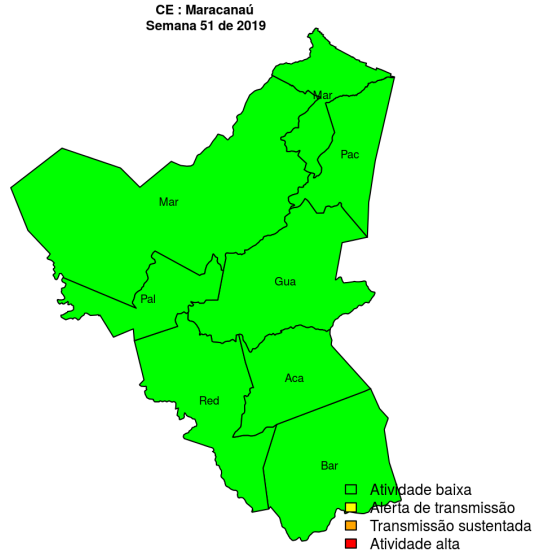 CE : Maracanaú
Semana 51 de 2019
Mar
Pac
Mar
Gua
Pal
Aca
Red
Bar
Atividade baixa
Alerta de transmissão
Transmissão sustentada
Atividade alta